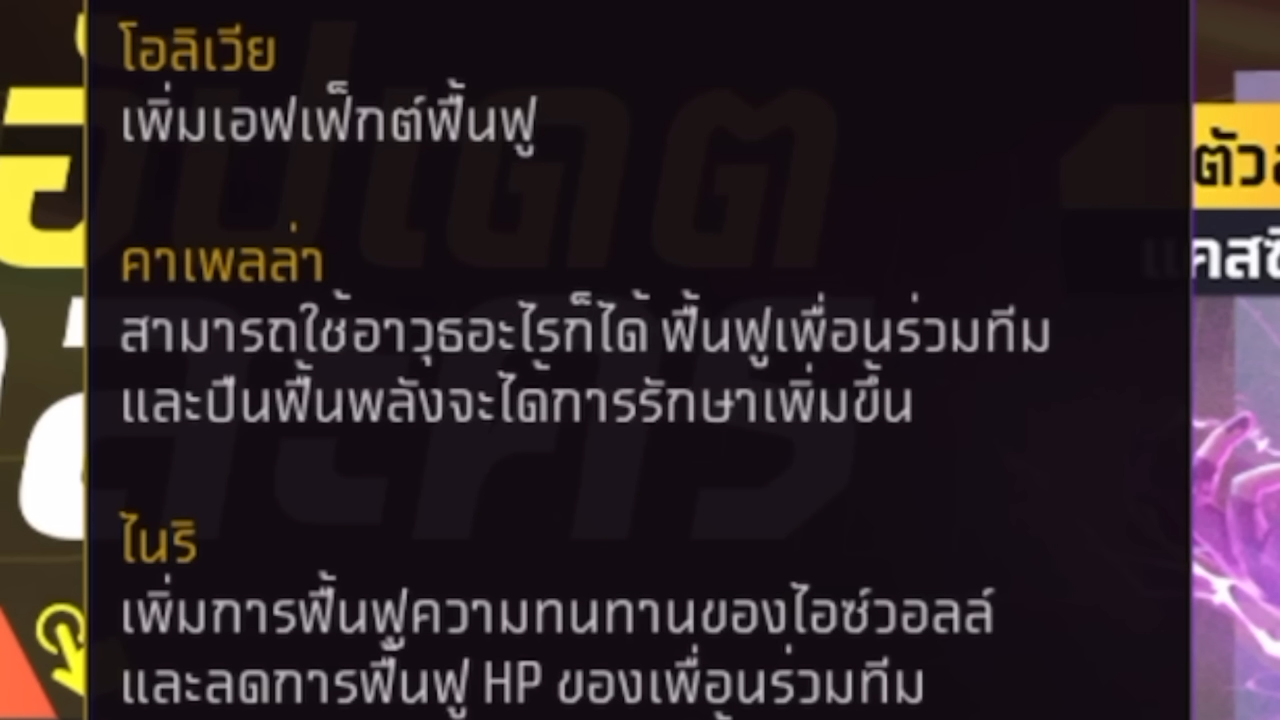 โอลิเวีย
เพิ่มเอฟเฟ็กต์ฟื้นฟู
คาเพลล่า
สามารถใช้อาวุธอะไรก็ได้ ฟื้นฟูเพื่อนร่วมทีม
และปืนฟื้นพลังจะได้การรักษาเพิ่มขึ้น
ไนริ
เพิ่มการฟื้นฟูความทนทานของไอซ์วอลล์
และลดการฟื้นฟู HP ของเพื่อนร่วมทีม